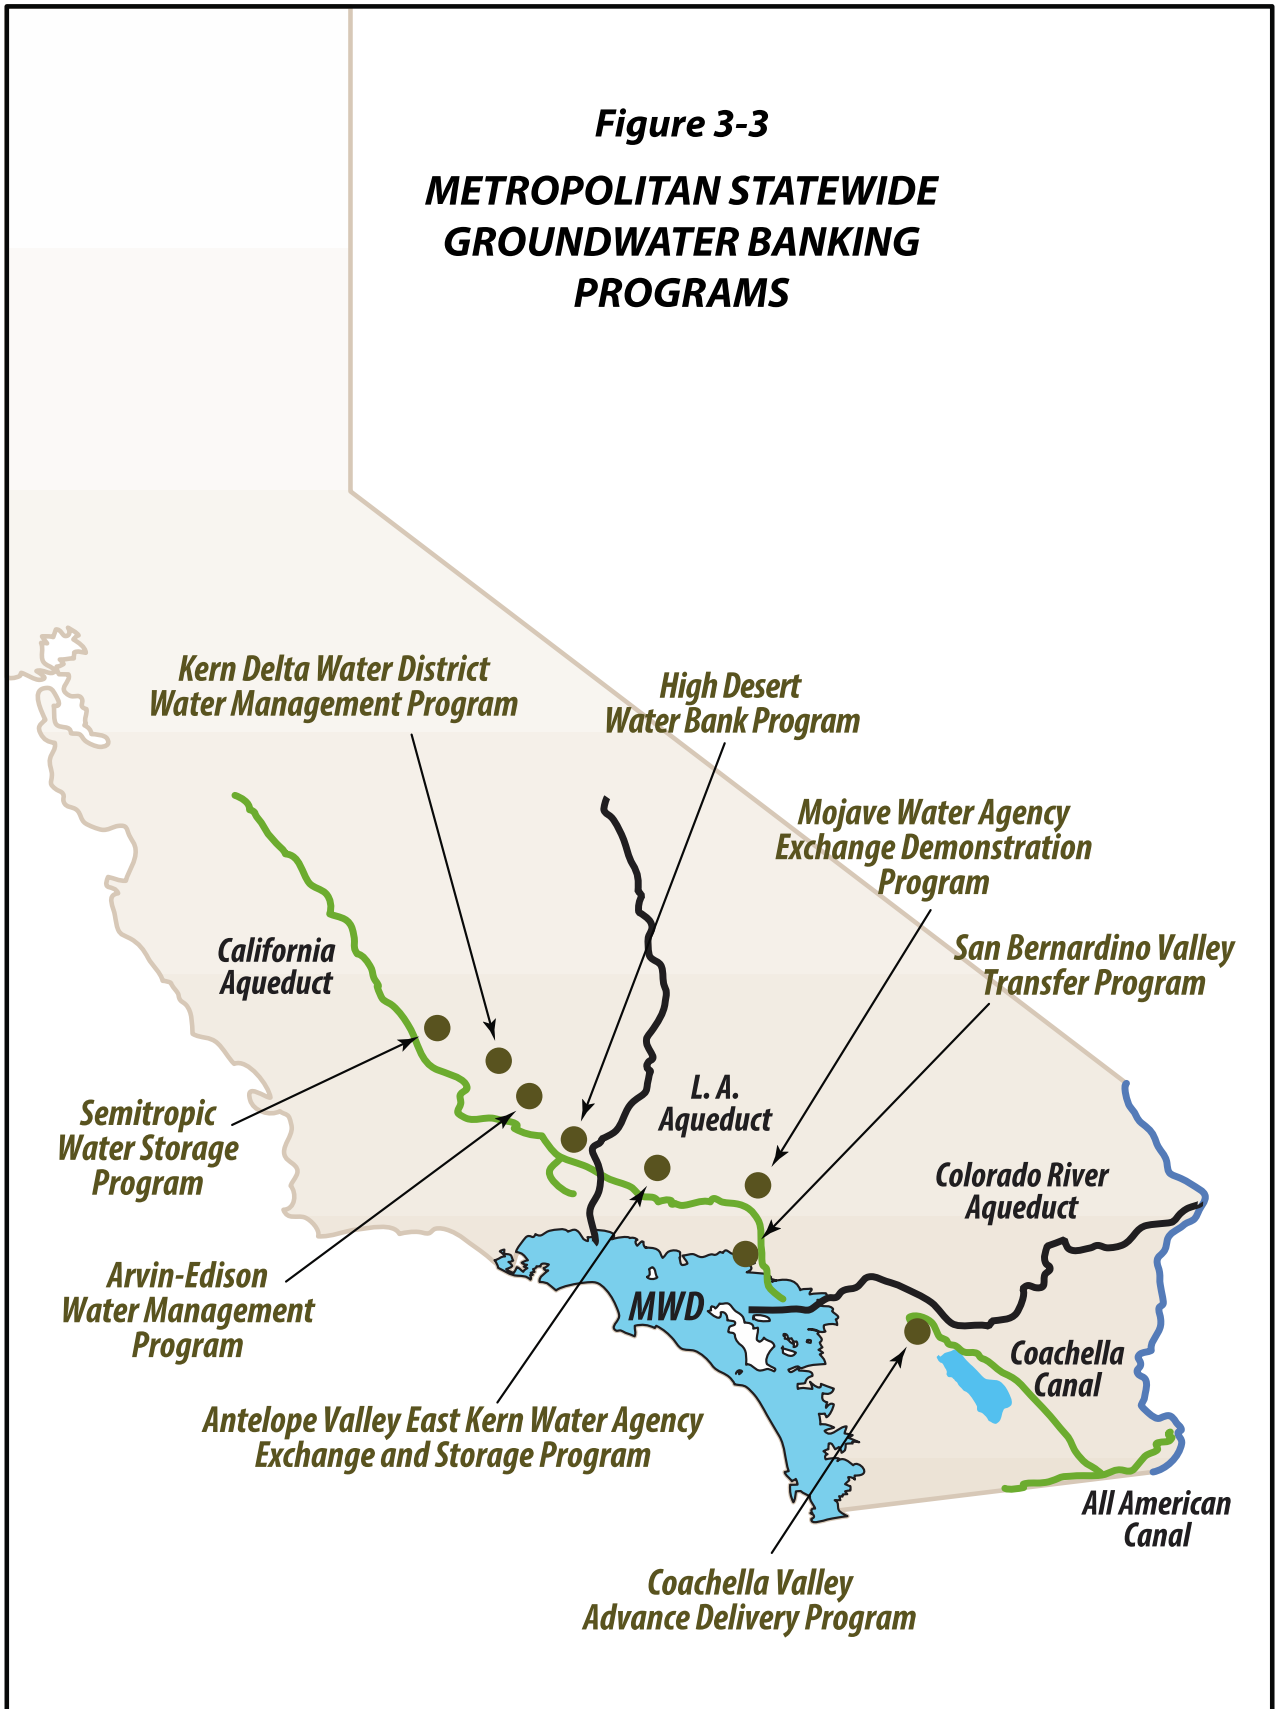 Figure 3-3
METROPOLITAN STATEWIDE
GROUNDWATER BANKING
PROGRAMS
Kern Delta Water District
Water Management Program
High Desert
Water Bank Program
Mojave Water Agency
Exchange Demonstration
Program
San Bernardino Valley
Transfer Program
California
Aqueduct
L. A.
Aqueduct
Semitropic
Water Storage
Program
Colorado River
Aqueduct
Arvin-Edison
Water Management
Program
MWD
Coachella
Canal
Antelope Valley East Kern Water Agency
Exchange and Storage Program
All American
Canal
Coachella Valley
Advance Delivery Program